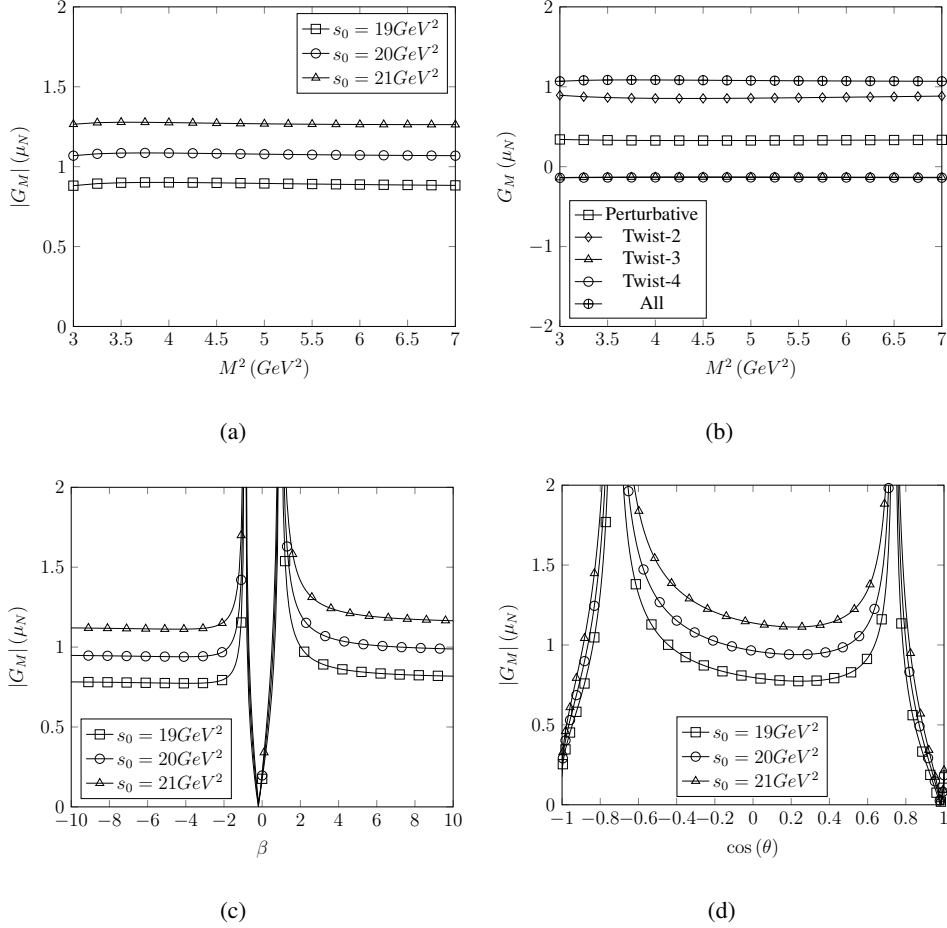 2
1.5
1
0.5
0
|G_M| (μ_N)
s_0 = 19GeV^2
s_0 = 20GeV^2
s_0 = 21GeV^2
3 3.5 4 4.5 5 5.5 6 6.5 7
M^2 (GeV^2)
(a)
2
1
0
−1
−2
G_M (μ_N)
Perturbative
Twist-2
Twist-3
Twist-4
All
3 3.5 4 4.5 5 5.5 6 6.5 7
M^2 (GeV^2)
(b)
2
1.5
1
0.5
0
|G_M| (μ_N)
s_0 = 19GeV^2
s_0 = 20GeV^2
s_0 = 21GeV^2
−10 −8 −6 −4 −2 0 2 4 6 8 10
β
(c)
2
1.5
1
0.5
0
|G_M| (μ_N)
s_0 = 19GeV^2
s_0 = 20GeV^2
s_0 = 21GeV^2
−1 −0.8 −0.6 −0.4 −0.2 0 0.2 0.4 0.6 0.8 1
cos (θ)
(d)